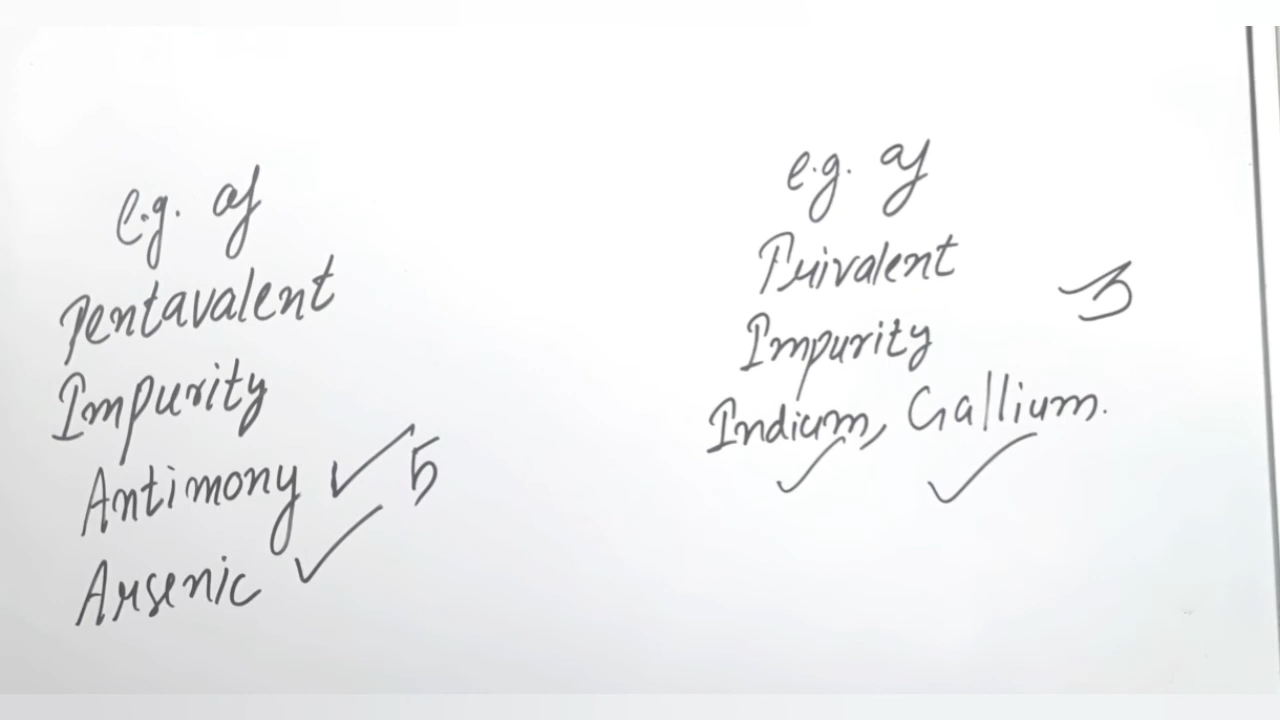 e.g. of
Pentavalent
Impurity
Antimony 5
Arsenic
e.g. of
Trivalent
Impurity
3
Indium, Gallium.